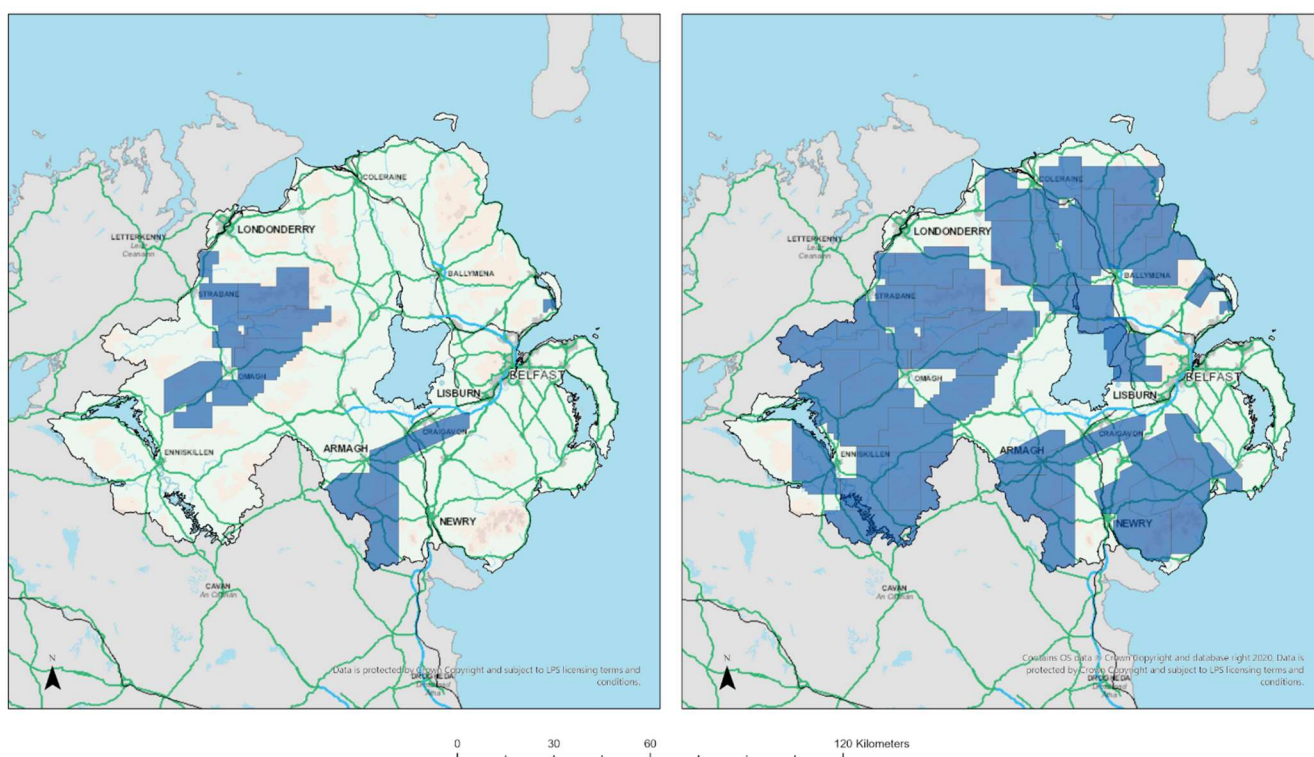 COLERAINE
LONDONDERRY
LETTERKENNY
Leitir
Ceanainn
BALLYMENA
STRABANE
OMAGH
BELFAST
LISBURN
CRAIGAVON
ARMAGH
ENNISKILLEN
NEWRY
CAVAN
An Cabhán
N
Data is protected by Crown Copyright and subject to LPS licensing terms and
conditions.
DROGHEDA
COLERAINE
LONDONDERRY
LETTERKENNY
BALLYMENA
STRABANE
OMAGH
BELFAST
LISBURN
CRAIGAVON
ARMAGH
ENNISKILLEN
NEWRY
CAVAN
An Cabhán
N
Contains OS data © Crown Copyright and database right 2020, Data is
protected by Crown Copyright and subject to LPS licensing terms and
conditions.
DROGHEDA
0 30 60 120 Kilometers